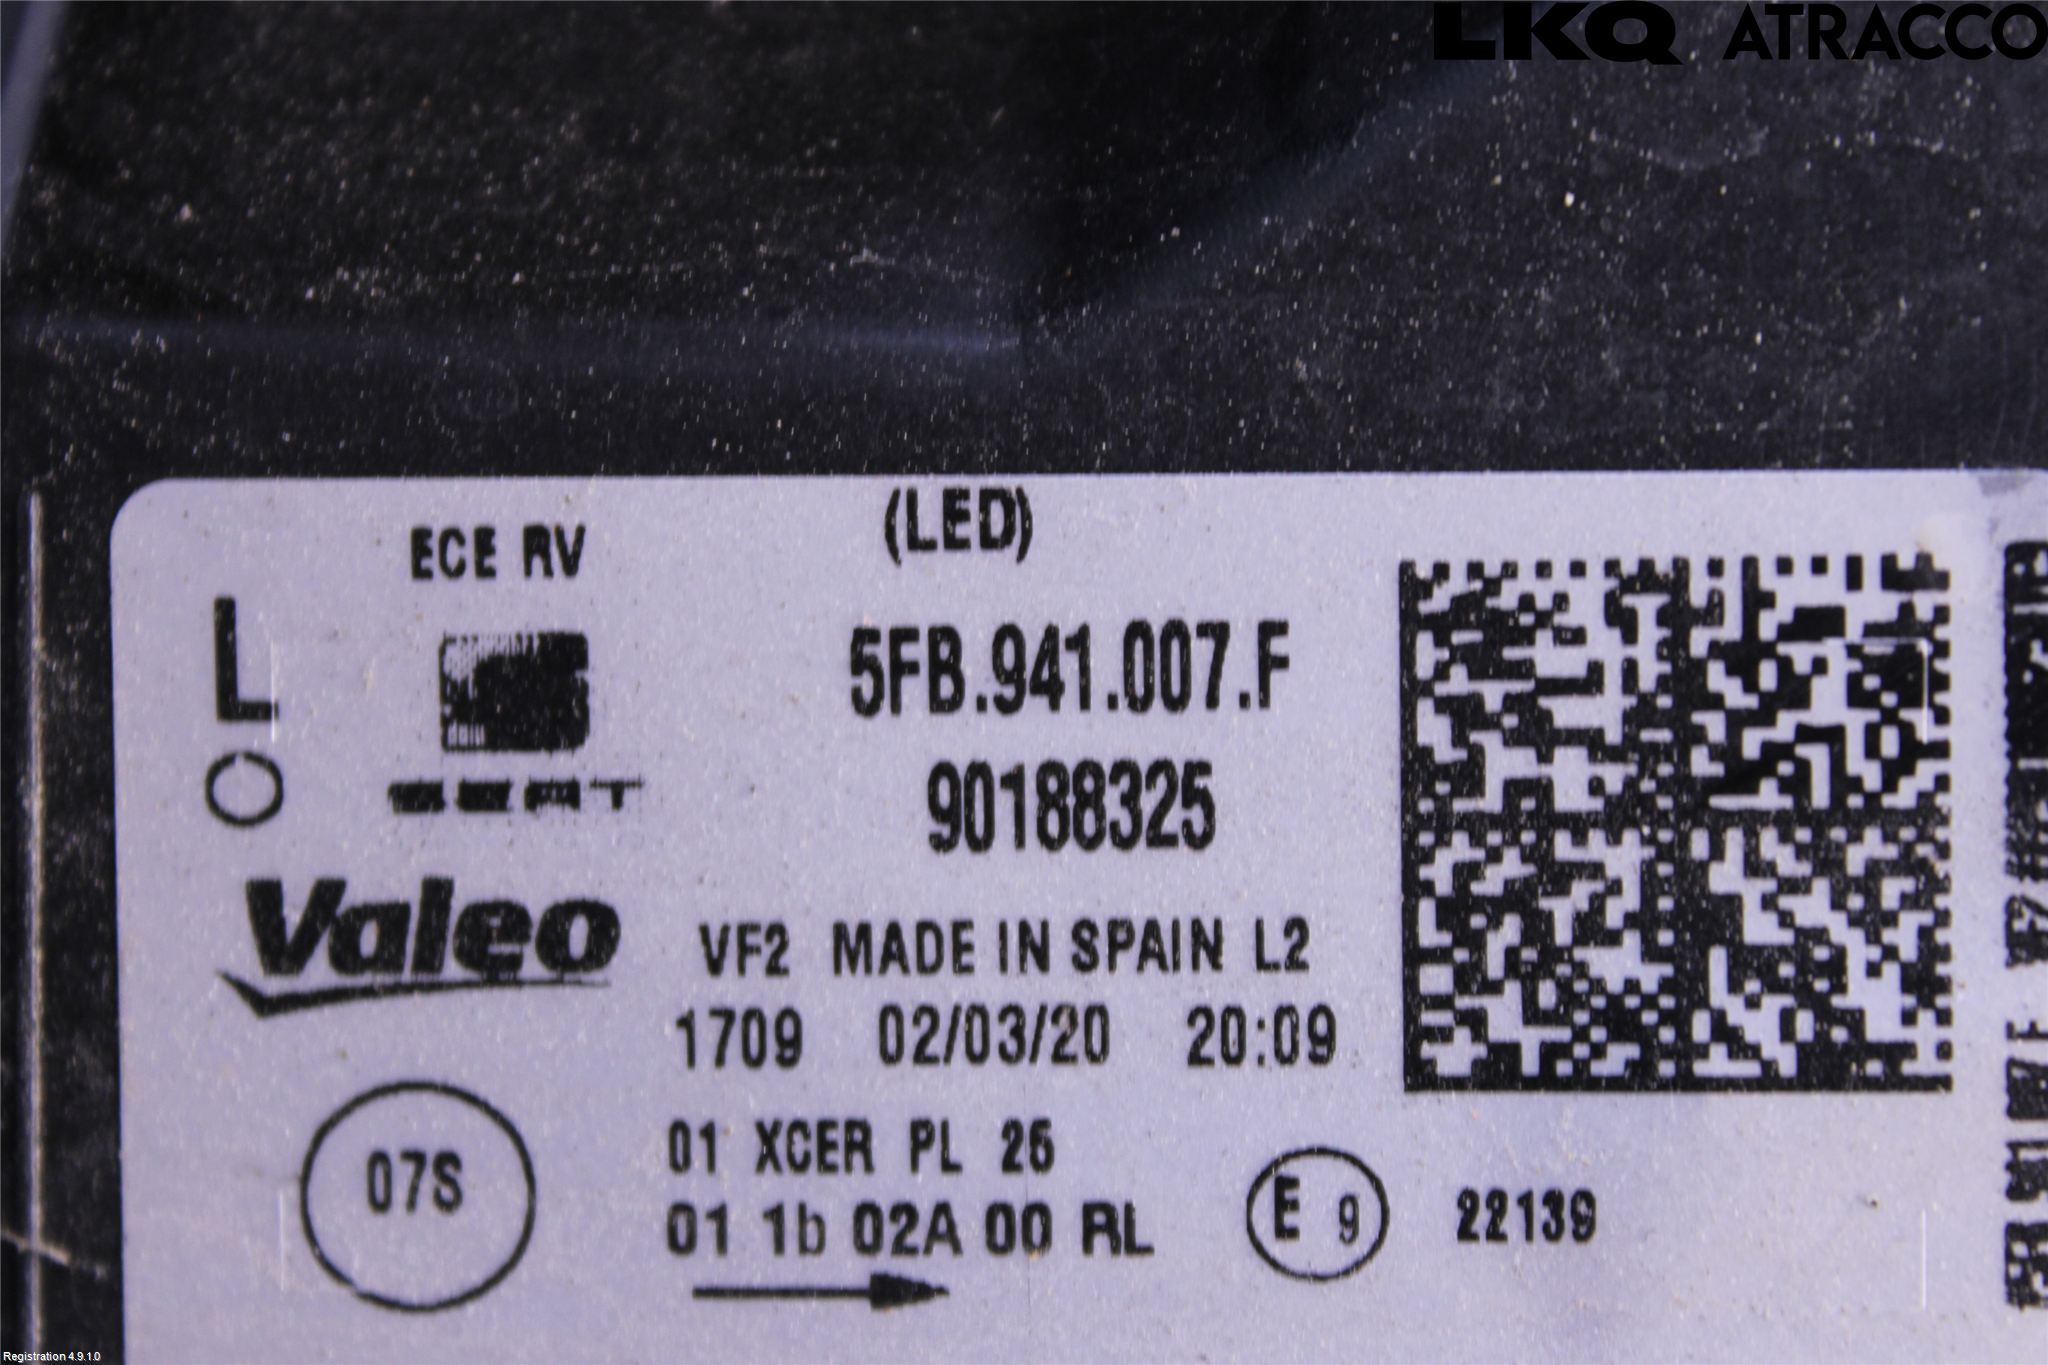 LKQ ATRACCO
(LED)
ECE RV
L
5FB.941.007.F
SEAT
90188325
Valeo
VF2 MADE IN SPAIN L2
1709 02/03/20 20:09
07S
01 XCER PL 25
01 1b 02A 00 RL
E 9
22139
Registration 4.9.1.0